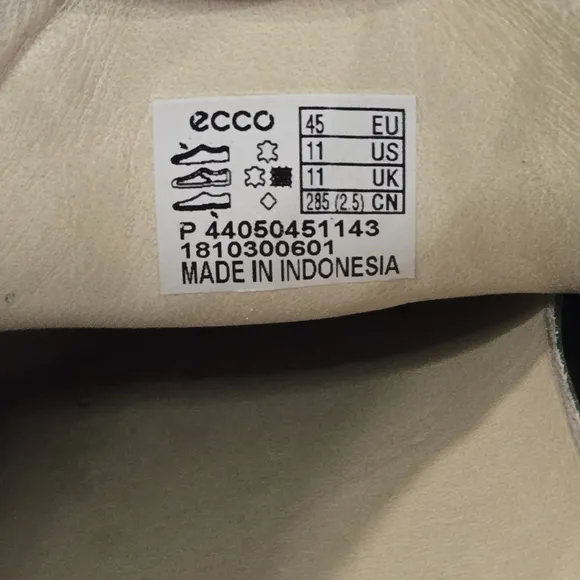 ecco
45 EU
11 US
11 UK
285 (2.5) CN
P 44050451143
1810300601
MADE IN INDONESIA